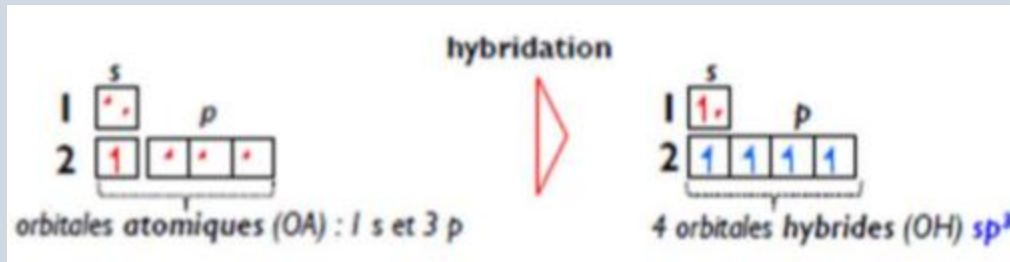 hybridation
s
1
p
2
orbitales atomiques (OA) : 1 s et 3 p
s
1
p
2
4 orbitales hybrides (OH) sp³